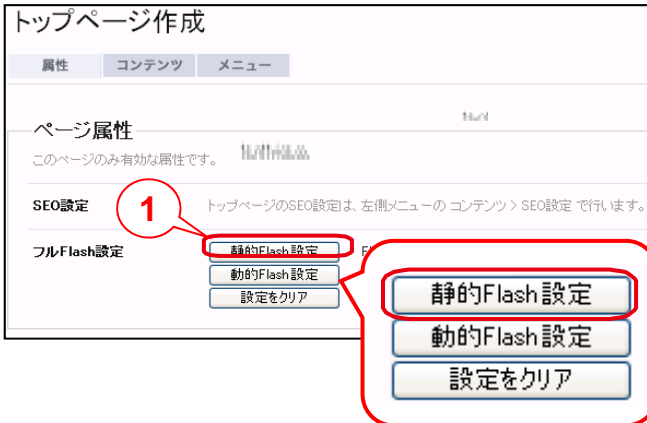 トップページ作成
属性 コンテンツ メニュー
ページ属性
このページのみ有効な属性です。
SEO設定 1 トップページのSEO設定は、左側メニューの コンテンツ > SEO設定 で行います。
フルFlash設定 静的Flash設定
動的Flash設定
設定をクリア
静的Flash設定
動的Flash設定
設定をクリア